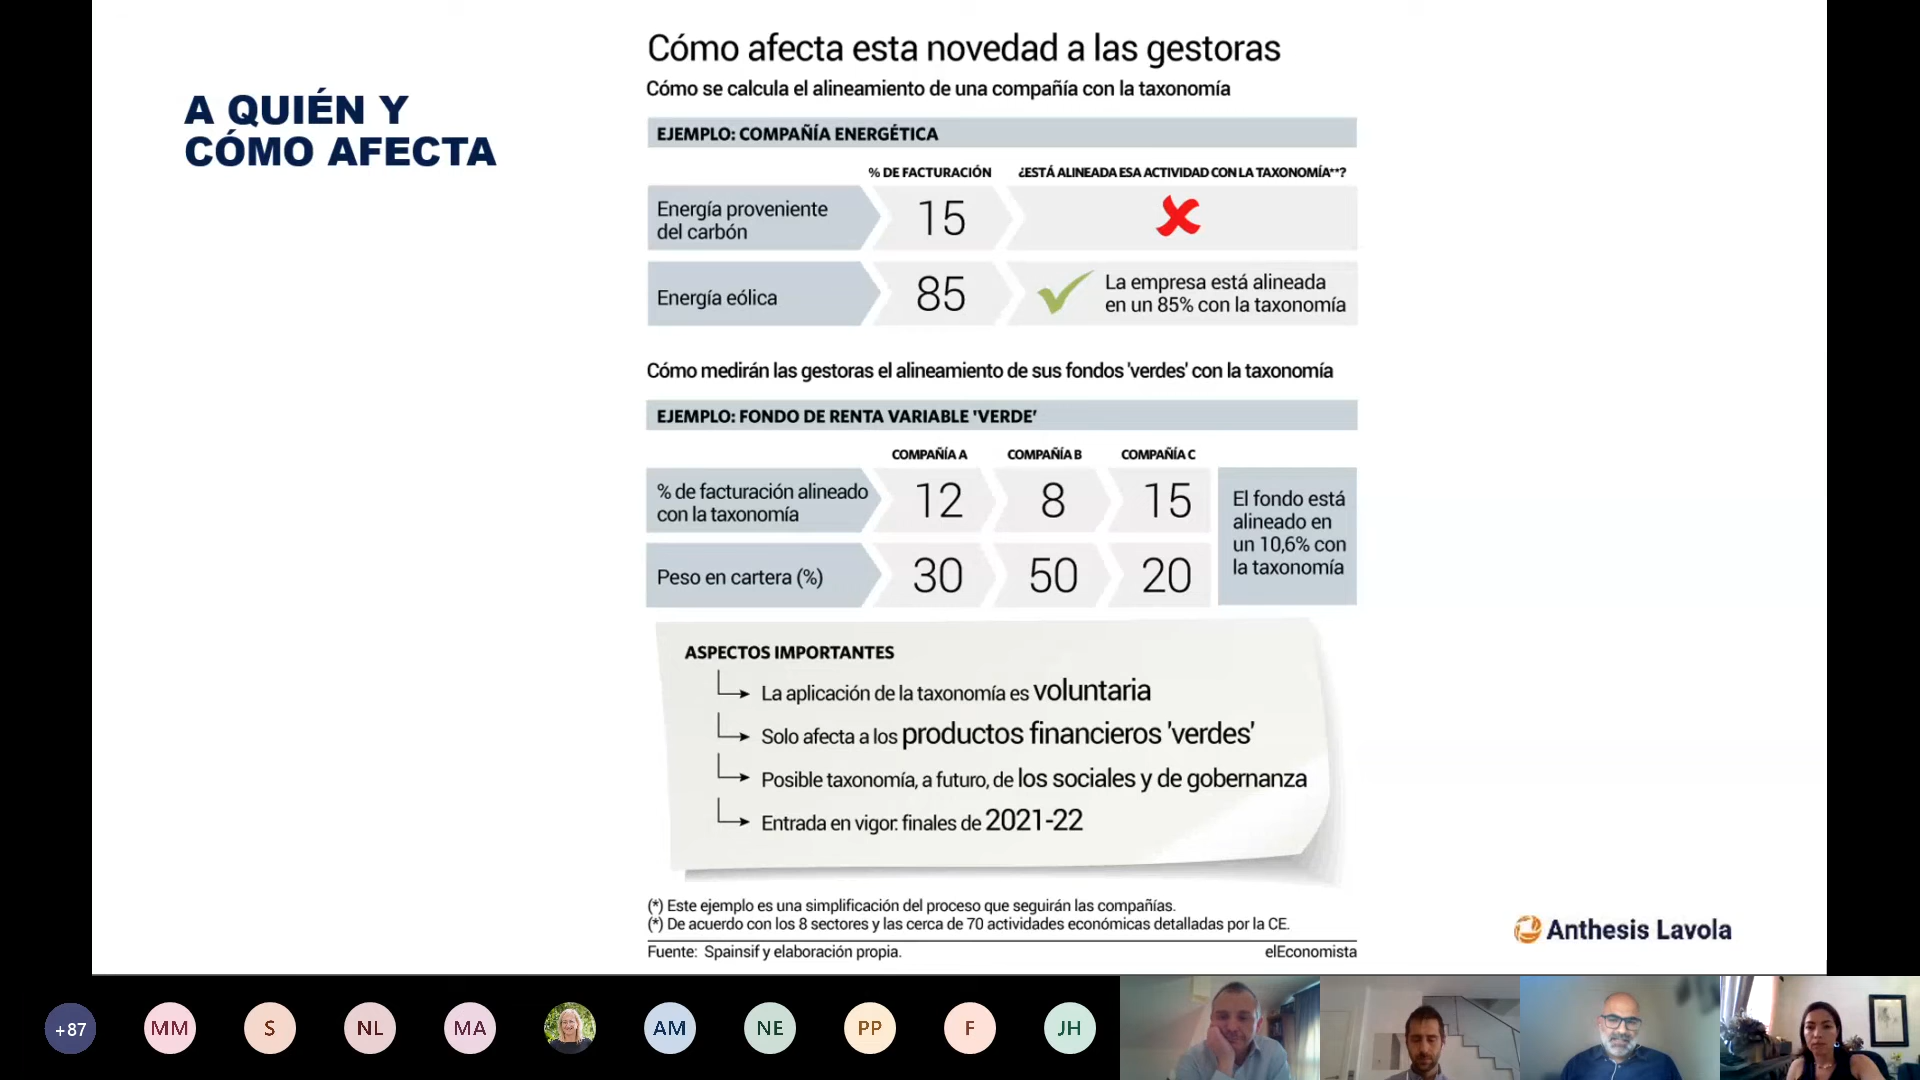 A QUIÉN Y
CÓMO AFECTA
Cómo afecta esta novedad a las gestoras
Cómo se calcula el alineamiento de una compañía con la taxonomía
EJEMPLO: COMPAÑÍA ENERGÉTICA
% DE FACTURACIÓN
¿ESTÁ ALINEADA ESA ACTIVIDAD CON LA TAXONOMÍA**?
Energía proveniente
del carbón
15
Energía eólica
85
La empresa está alineada
en un 85% con la taxonomía
Cómo medirán las gestoras el alineamiento de sus fondos 'verdes' con la taxonomía
EJEMPLO: FONDO DE RENTA VARIABLE 'VERDE'
COMPAÑÍA A
COMPAÑÍA B
COMPAÑÍA C
% de facturación alineado
con la taxonomía
12
8
15
Peso en cartera (%)
30
50
20
El fondo está
alineado en
un 10,6% con
la taxonomía
ASPECTOS IMPORTANTES
La aplicación de la taxonomía es voluntaria
Solo afecta a los productos financieros 'verdes'
Posible taxonomía, a futuro, de los sociales y de gobernanza
Entrada en vigor: finales de 2021-22
(*) Este ejemplo es una simplificación del proceso que seguirán las compañías.
(*) De acuerdo con los 8 sectores y las cerca de 70 actividades económicas detalladas por la CE.
Fuente: Spainsif y elaboración propia.
elEconomista
Anthesis Lavola
+87
MM
S
NL
MA
AM
NE
PP
F
JH